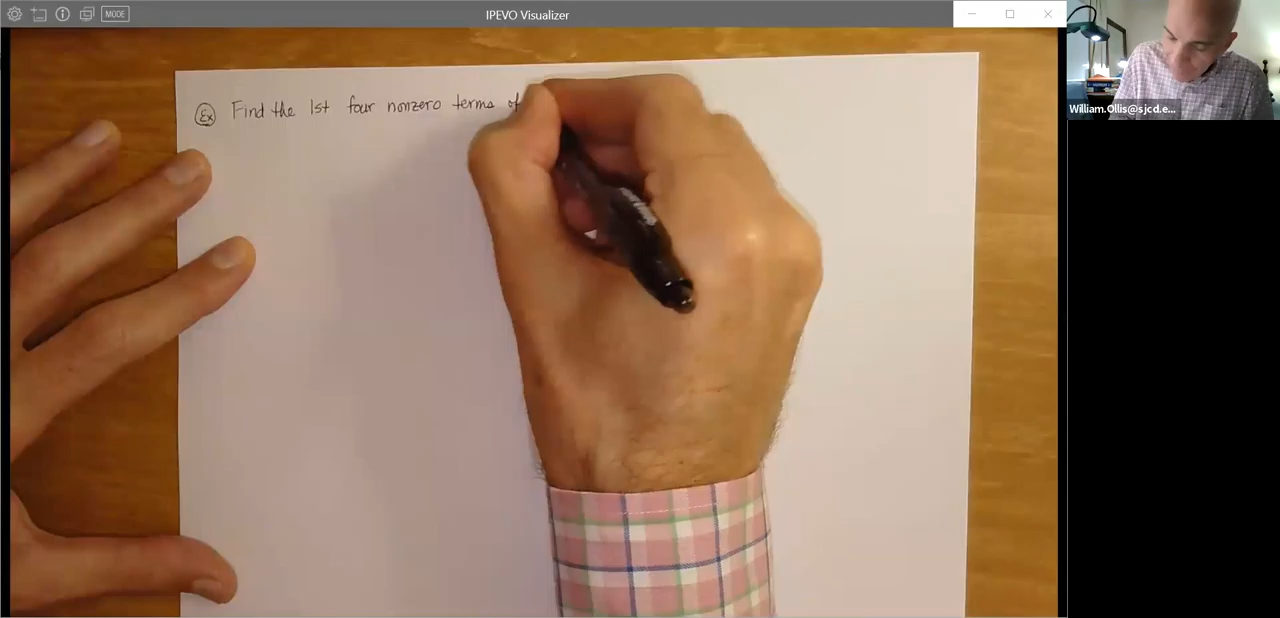 MODE
IPEVO Visualizer
Ex Find the 1st four nonzero terms of
William.Ollis@sjcd.e...